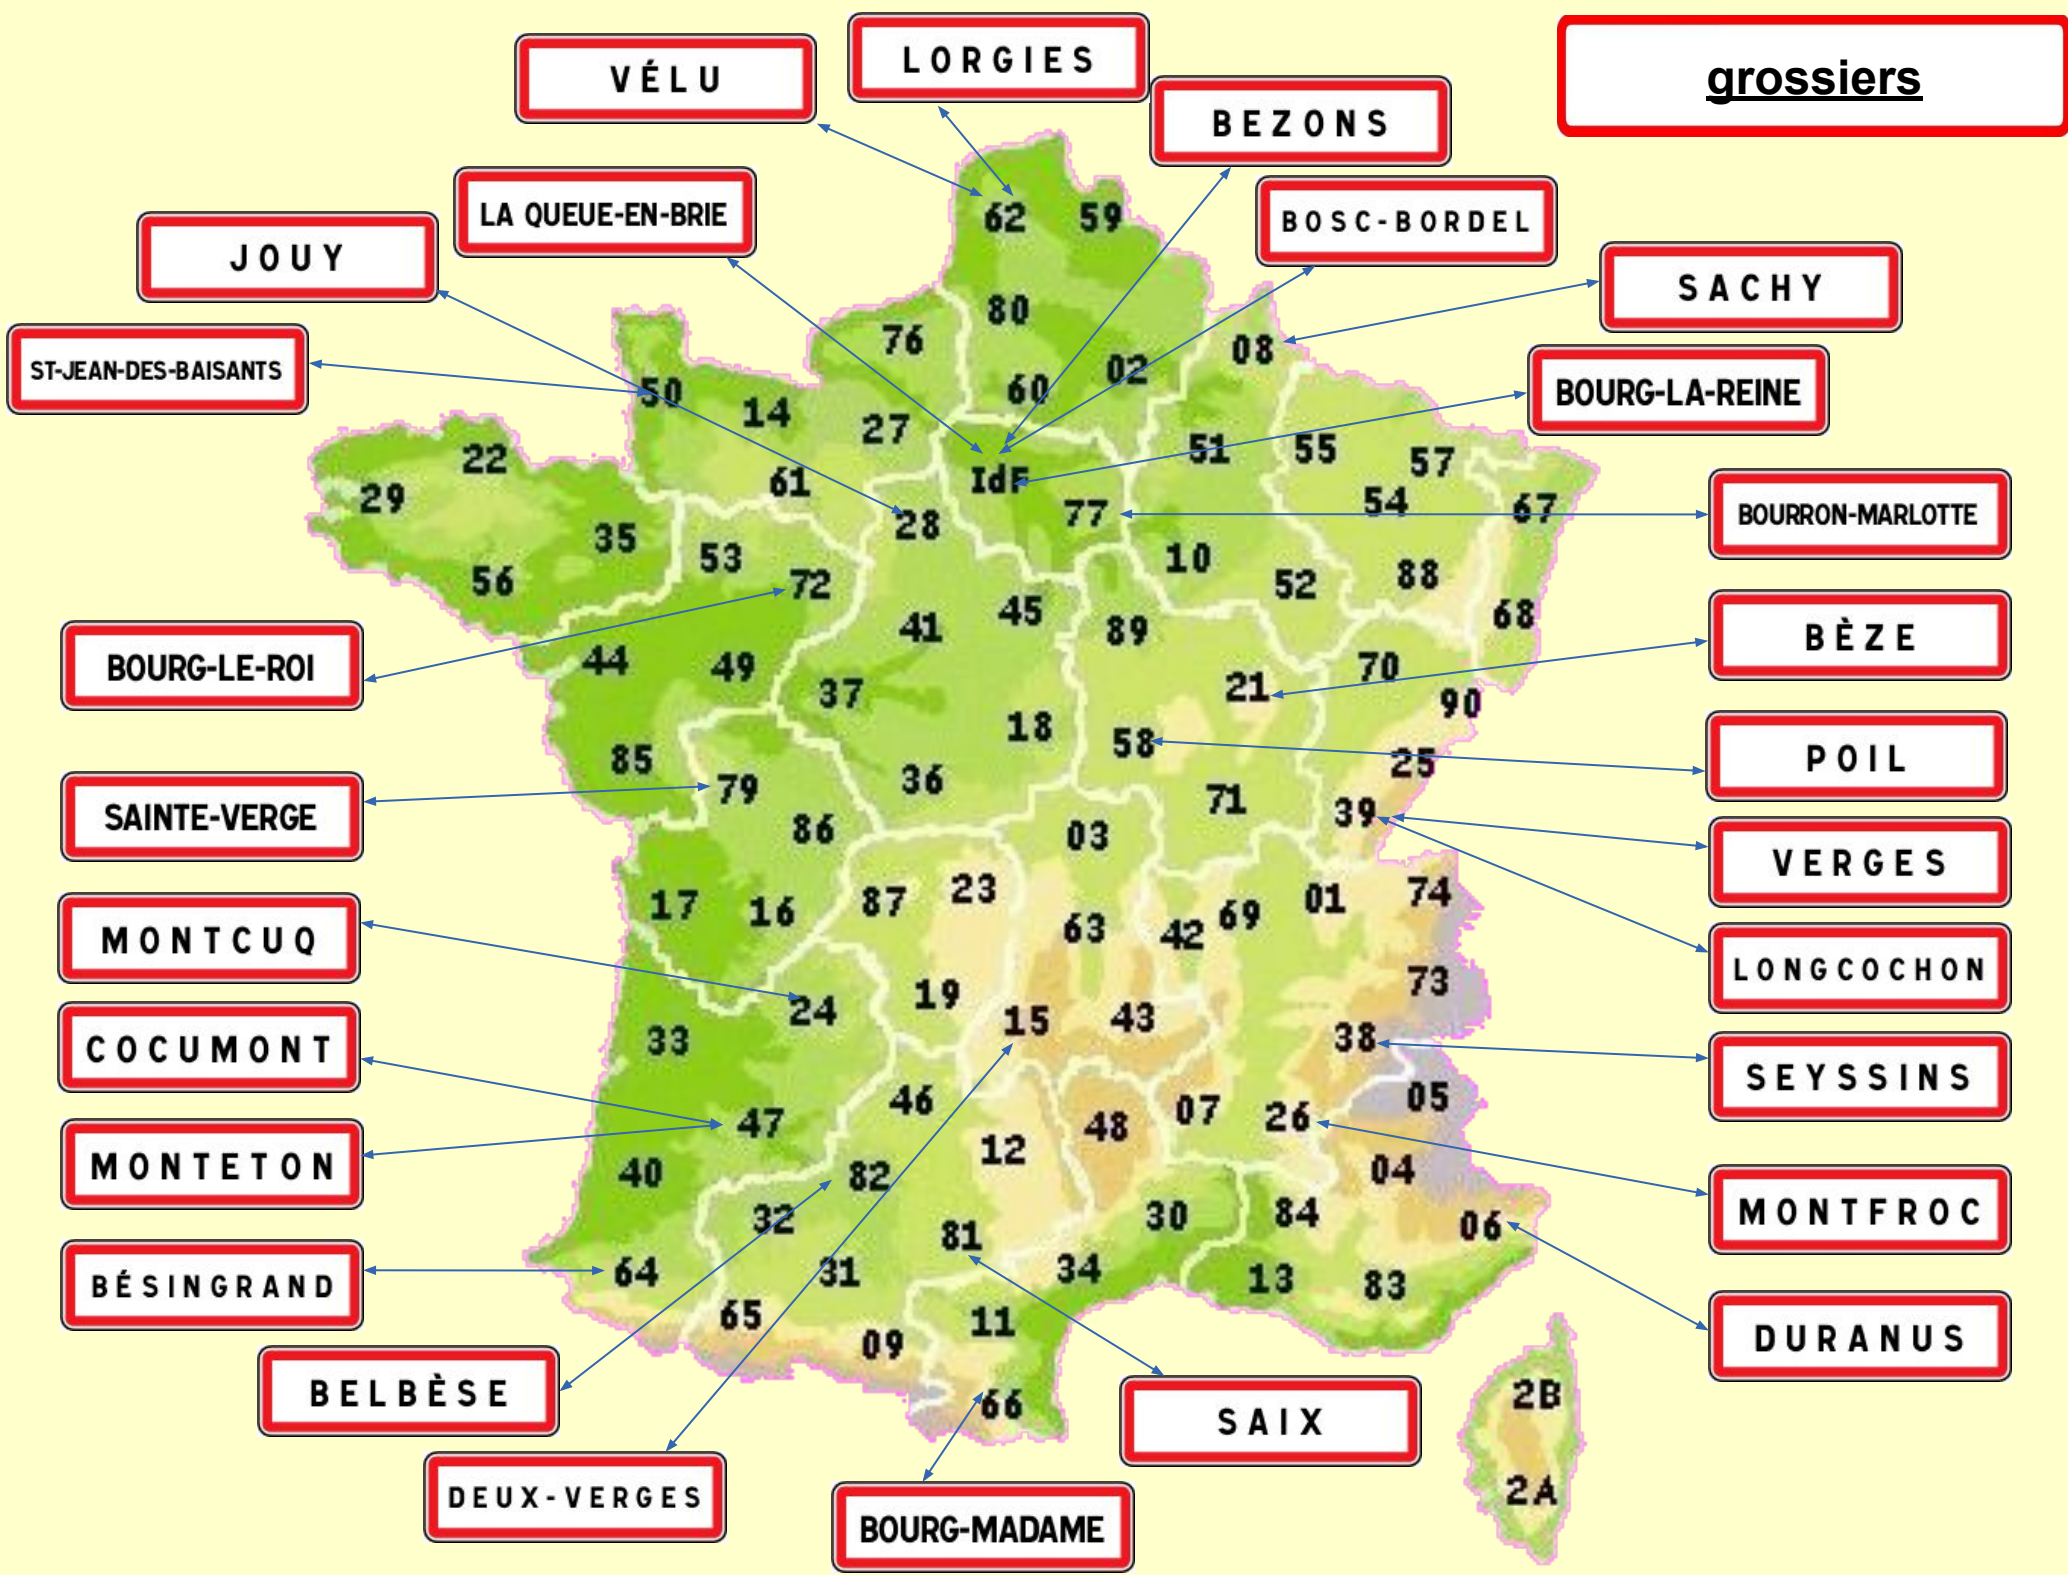 LORGIES
VÉLU
grossiers
BEZONS
LA QUEUE-EN-BRIE
BOSC-BORDEL
JOUY
SACHY
ST-JEAN-DES-BAISANTS
BOURG-LA-REINE
BOURRON-MARLOTTE
BÈZE
BOURG-LE-ROI
POIL
SAINTE-VERGE
VERGES
MONTCUQ
LONGCOCHON
COCUMONT
SEYSSINS
MONTETON
MONTFROC
BÉSINGRAND
DURANUS
BELBÈSE
SAIX
DEUX-VERGES
BOURG-MADAME
62 59
80
76 08
02
50 60
14
27
22 51 55 57
61 IdF
29 54 67
77
28
35
53 10
56 72 52 88
45 68
41 89
44 49 70
37 21
90
18 58
85 25
79 36
71
39
86 03
23 74
87 01
17 16 69
63 42
73
19
24 15 43
33 38
46 05
07
47 48 26
12
40 82 04
32 30 84
81 06
64 31 34 13 83
65 11
09
66 2B
2A